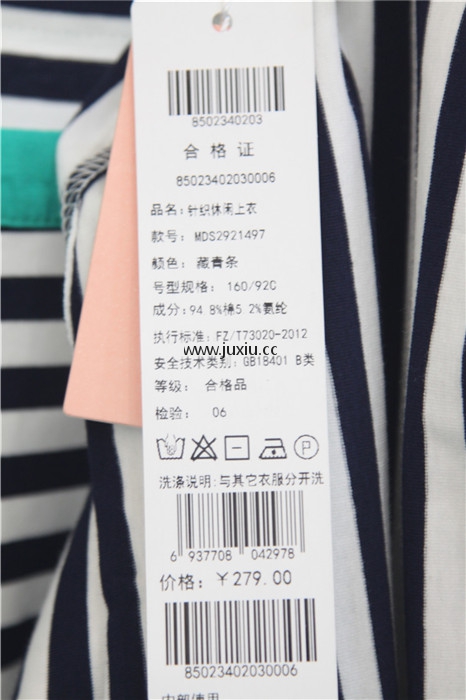 8502340203
合格证
85023402030006
品名:针织休闲上衣
款号: MDS2921497
颜色: 藏青条
号型规格: 160/92C
成分:94.8%棉5.2%氨纶
执行标准: FZ/T73020-2012
www.juxiu.cc
安全技术类别: GB18401 B类
等级: 合格品
检验: 06
P
洗涤说明:与其它衣服分开洗
6 937708 042978
价格: ¥279.00
85023402030006
内部使用